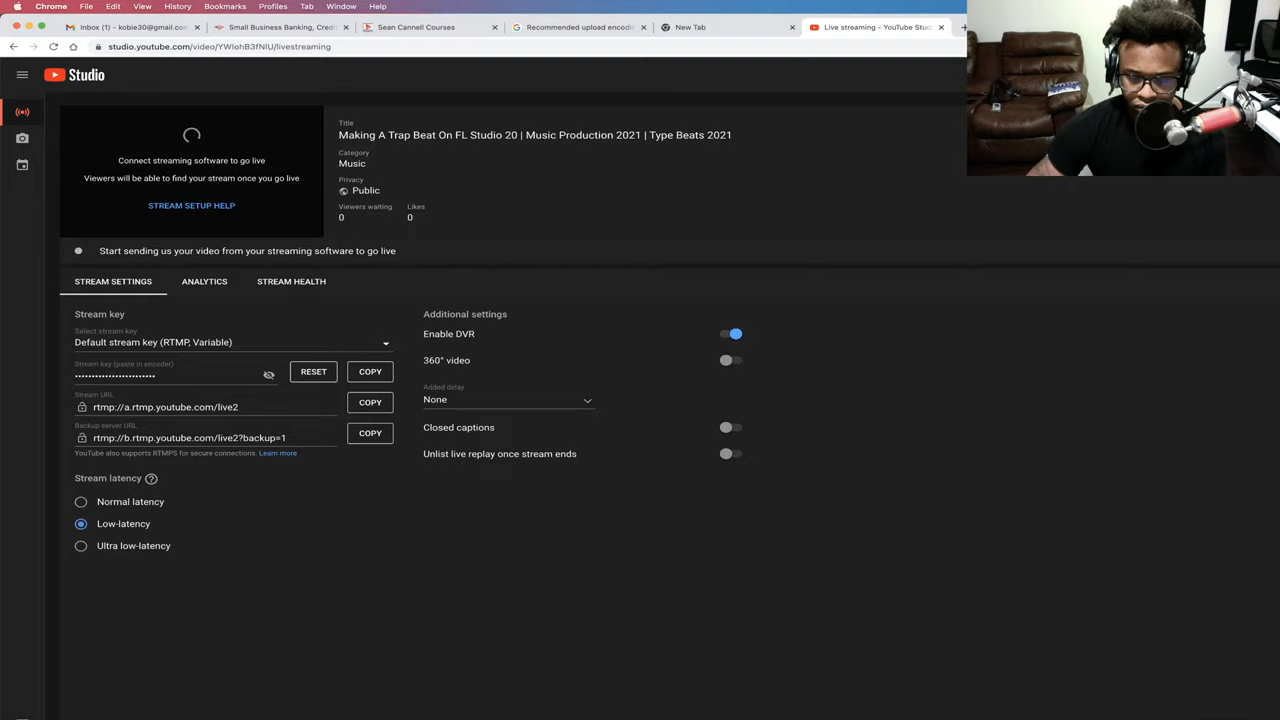 Chrome File Edit View History Bookmarks Profiles Tab Window Help
Inbox (1) - kobie30@gmail.com
Small Business Banking, Credi
Sean Cannell Courses
Recommended upload encodin
New Tab
Live streaming - YouTube Stud
studio.youtube.com/video/YWlohB3fNlU/livestreaming
Studio
Connect streaming software to go live
Viewers will be able to find your stream once you go live
STREAM SETUP HELP
Title
Making A Trap Beat On FL Studio 20 | Music Production 2021 | Type Beats 2021
Category
Music
Privacy
Public
Viewers waiting Likes
0 0
Start sending us your video from your streaming software to go live
STREAM SETTINGS ANALYTICS STREAM HEALTH
Stream key
Select stream key
Default stream key (RTMP, Variable)
Stream key (paste in encoder)
RESET COPY
Stream URL
rtmp://a.rtmp.youtube.com/live2
COPY
Backup server URL
rtmp://b.rtmp.youtube.com/live2?backup=1
COPY
YouTube also supports RTMPS for secure connections. Learn more
Stream latency
Normal latency
Low-latency
Ultra low-latency
Additional settings
Enable DVR
360° video
Added delay
None
Closed captions
Unlist live replay once stream ends